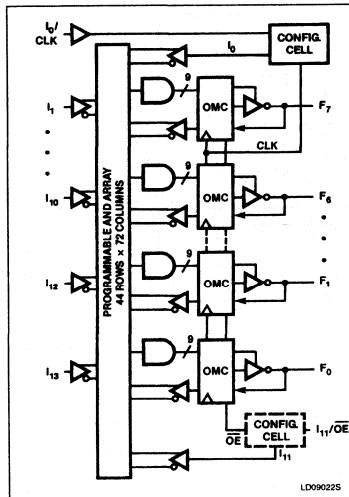 I0/
CLK
I0
CONFIG.
CELL
9
OMC
F7
I1
CLK
9
OMC
F6
I10
PROGRAMMABLE AND ARRAY
44 ROWS × 72 COLUMNS
9
OMC
F1
I12
9
OMC
F0
I13
OE
CONFIG.
CELL
I11/OE
I11
LD09022S